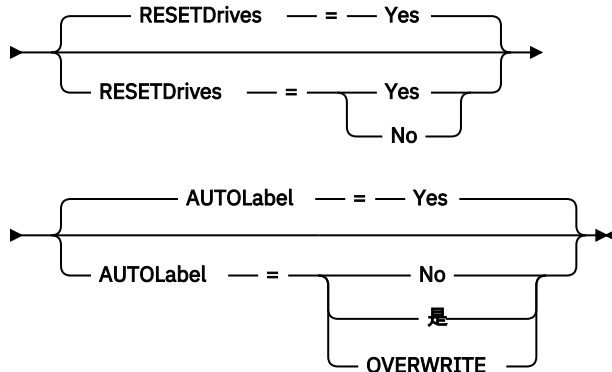 RESETDrives = Yes
RESETDrives = Yes
No
AUTOLabel = Yes
AUTOLabel = No
是
OVERWRITE